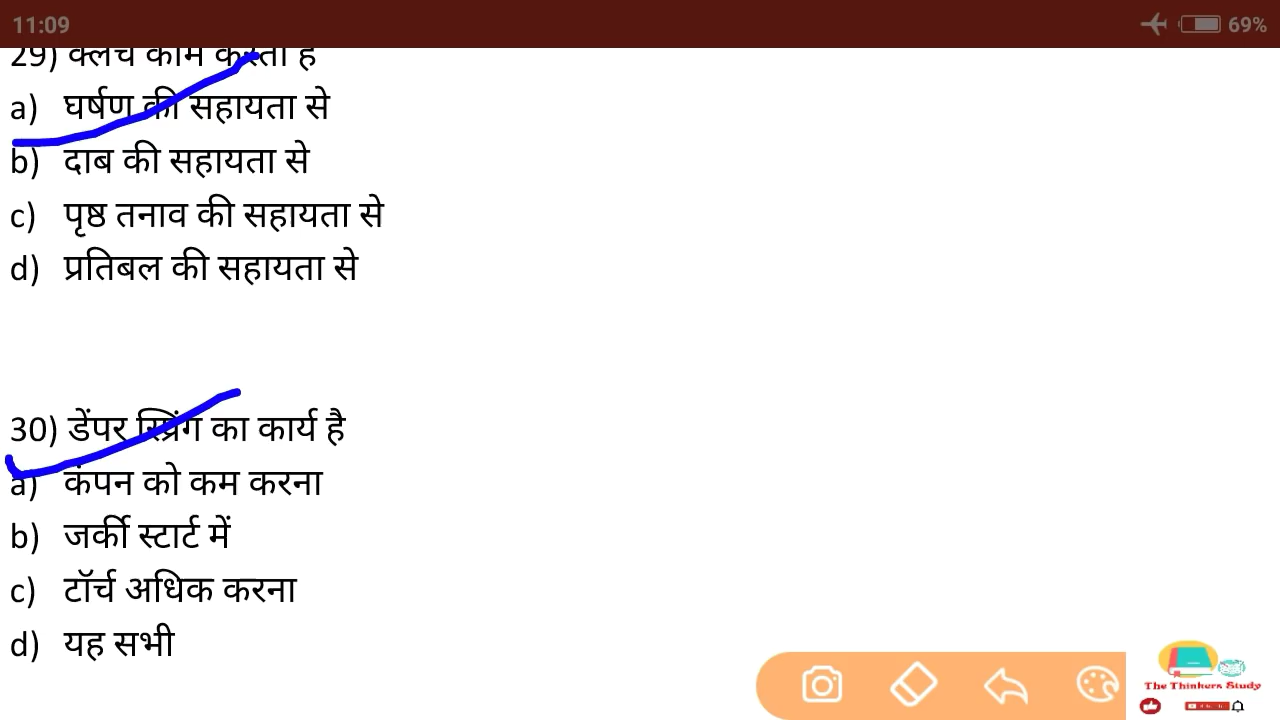 11:09
69%
29) क्लच काम करता है
a) घर्षण की सहायता से
b) दाब की सहायता से
c) पृष्ठ तनाव की सहायता से
d) प्रतिबल की सहायता से
30) डेंपर स्प्रिंग का कार्य है
a) कंपन को कम करना
b) जर्की स्टार्ट में
c) टॉर्च अधिक करना
d) यह सभी
The Thinkers Study